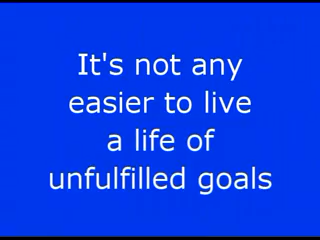 It's not any
easier to live
a life of
unfulfilled goals